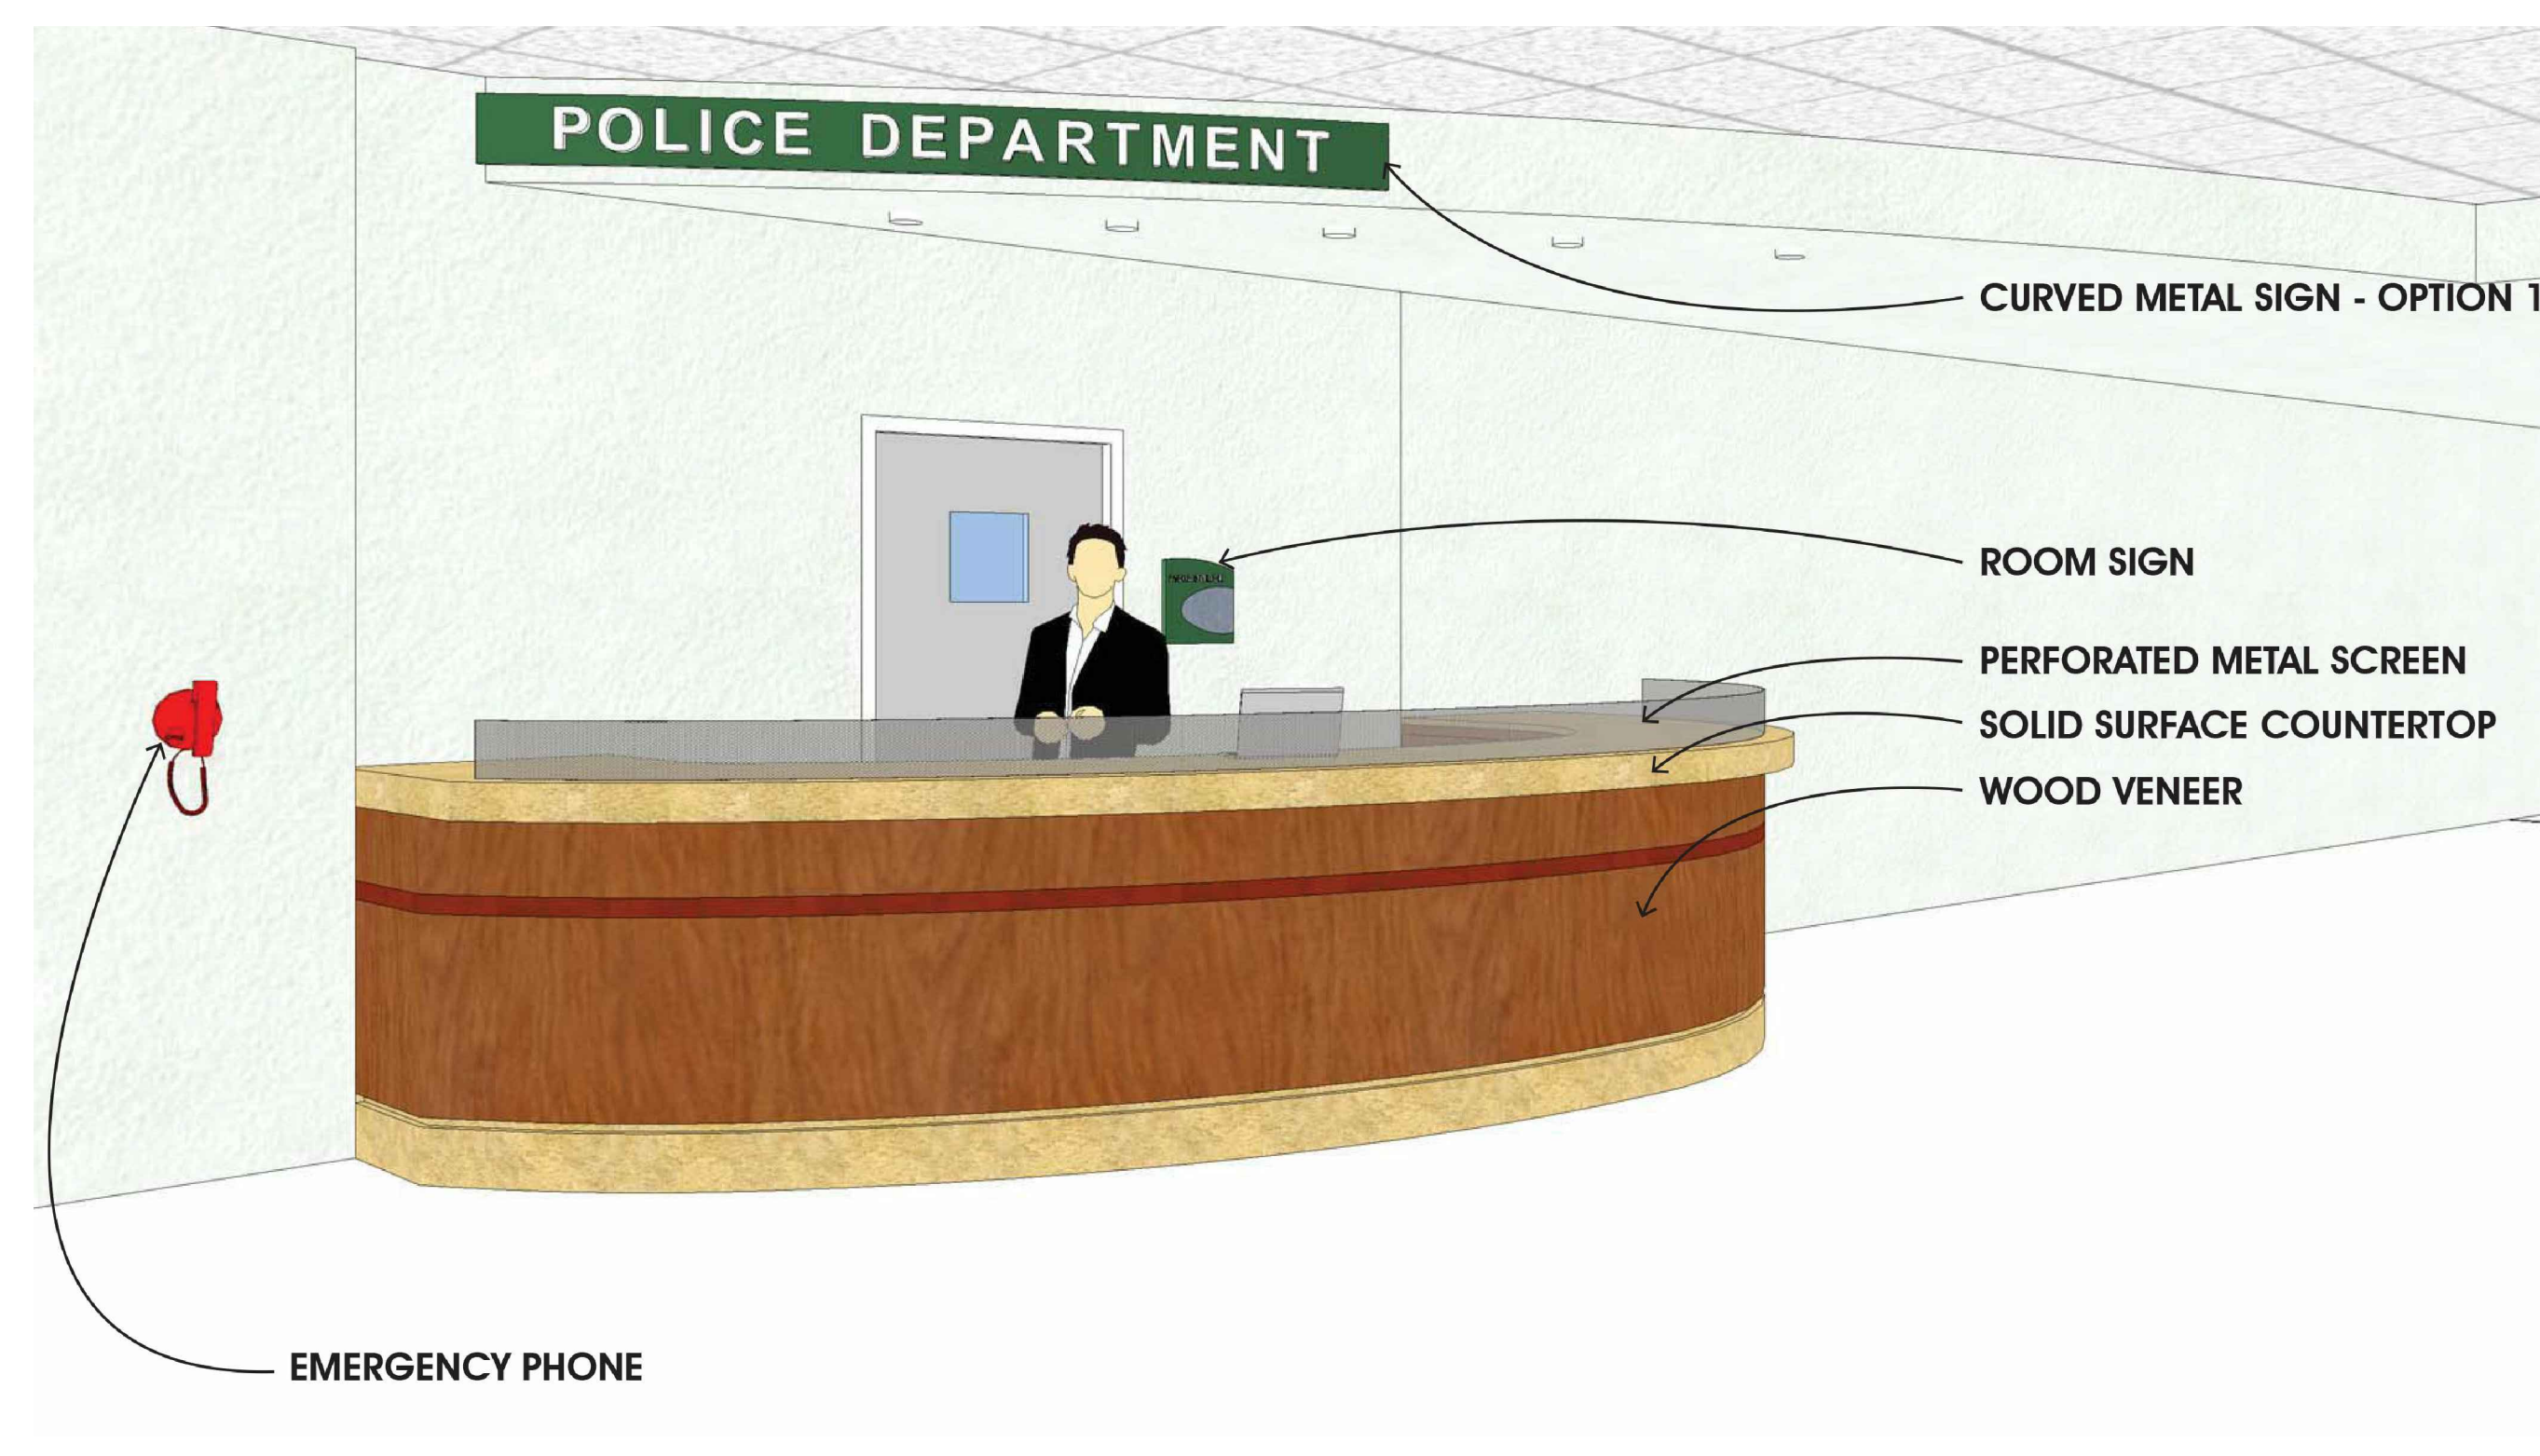 POLICE DEPARTMENT
CURVED METAL SIGN - OPTION 1
ROOM SIGN
PERFORATED METAL SCREEN
SOLID SURFACE COUNTERTOP
WOOD VENEER
EMERGENCY PHONE